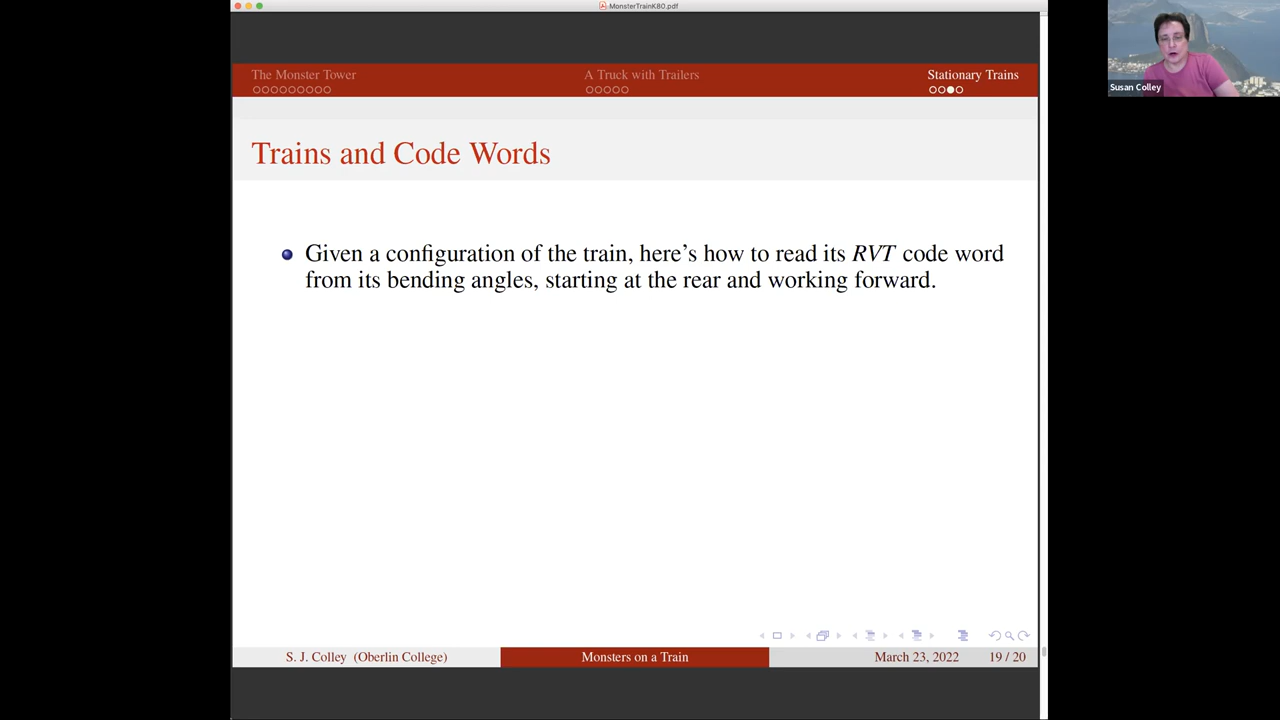 MonsterTrainK80.pdf
The Monster Tower
A Truck with Trailers
Stationary Trains
Susan Colley
Trains and Code Words
Given a configuration of the train, here's how to read its RVT code word
from its bending angles, starting at the rear and working forward.
S. J. Colley (Oberlin College)
Monsters on a Train
March 23, 2022
19 / 20